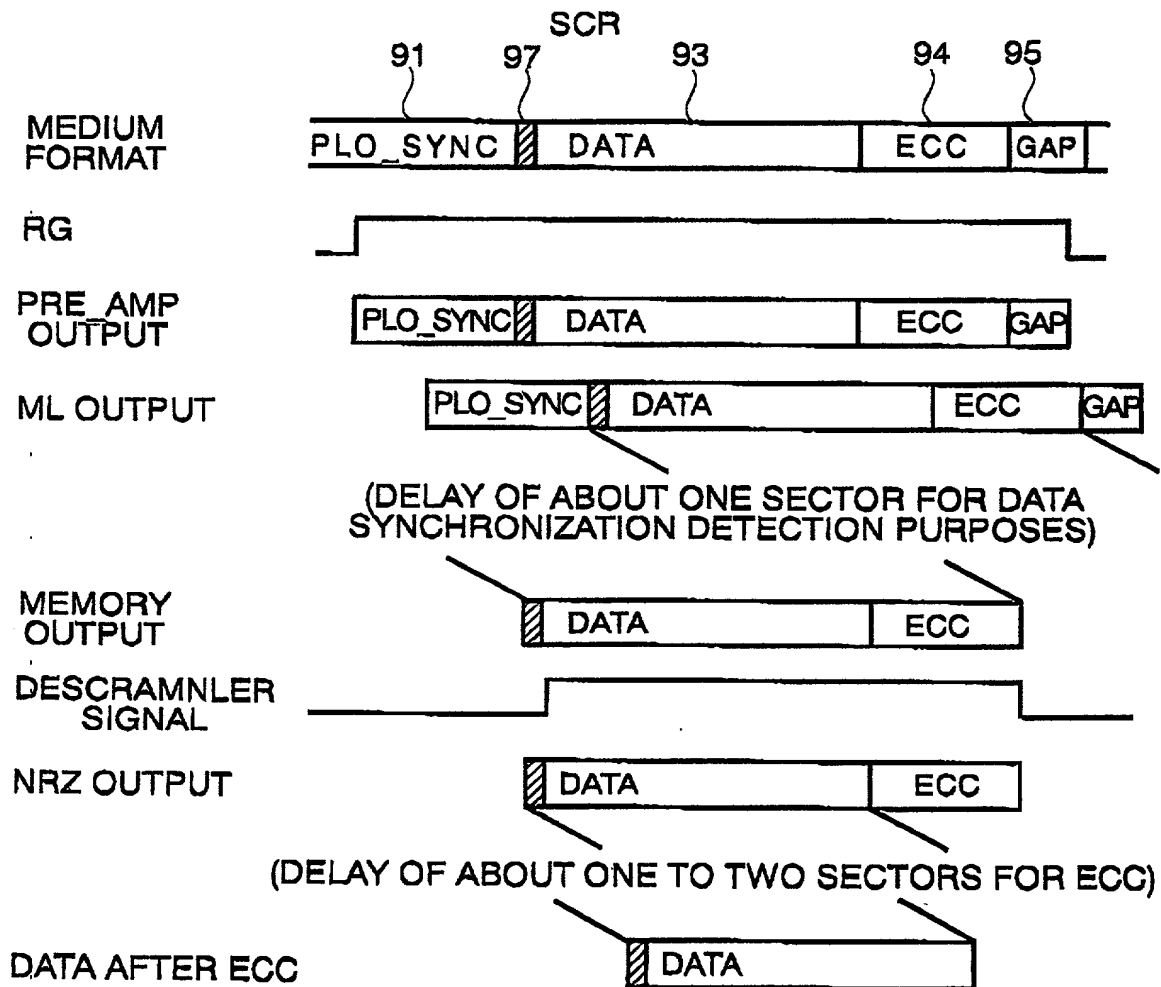 SCR
91 97 93 94 95
MEDIUM
FORMAT
PLO_SYNC DATA ECC GAP
RG
PRE_AMP
OUTPUT
PLO_SYNC DATA ECC GAP
ML OUTPUT
PLO_SYNC DATA ECC GAP
(DELAY OF ABOUT ONE SECTOR FOR DATA
SYNCHRONIZATION DETECTION PURPOSES)
MEMORY
OUTPUT
DATA ECC
DESCRAMNLER
SIGNAL
NRZ OUTPUT
DATA ECC
(DELAY OF ABOUT ONE TO TWO SECTORS FOR ECC)
DATA AFTER ECC
DATA